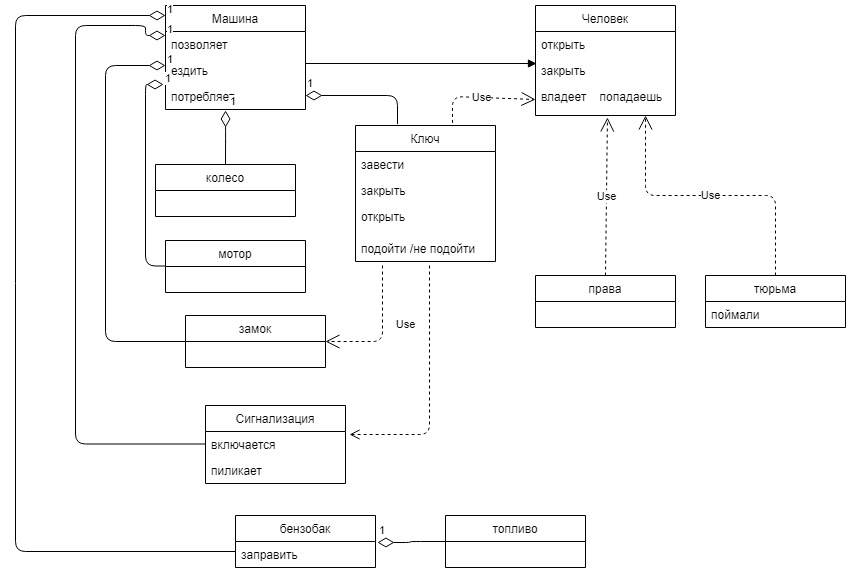 Машина
позволяет
ездить
потребляет
1
1
1
1
1
1
Человек
открыть
закрыть
владеет попадаешь
Use
Ключ
завести
закрыть
открыть
подойти /не подойти
колесо
мотор
замок
Use
Use
Use
права
тюрьма
поймали
Сигнализация
включается
пиликает
бензобак
заправить
1
топливо